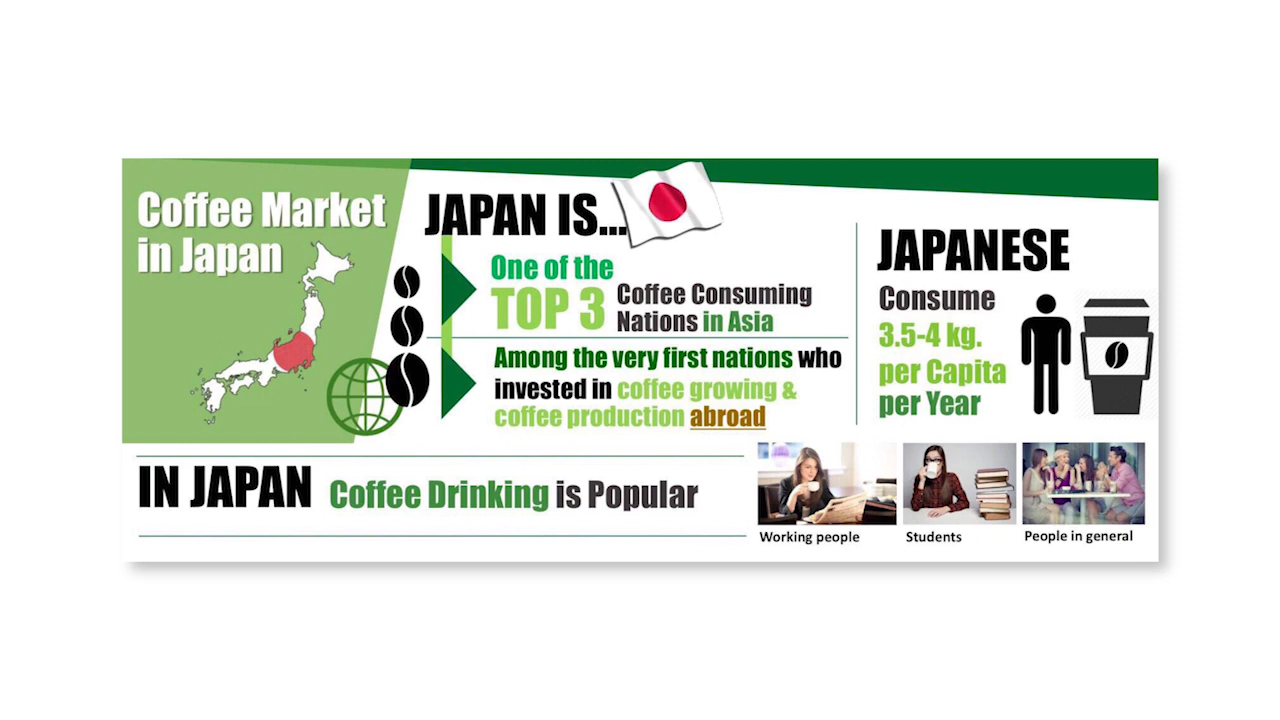 Coffee Market
in Japan
JAPAN IS...
One of the
TOP 3
Coffee Consuming
Nations in Asia
Among the very first nations who
invested in coffee growing &
coffee production abroad
JAPANESE
Consume
3.5-4 kg.
per Capita
per Year
IN JAPAN Coffee Drinking is Popular
Working people
Students
People in general